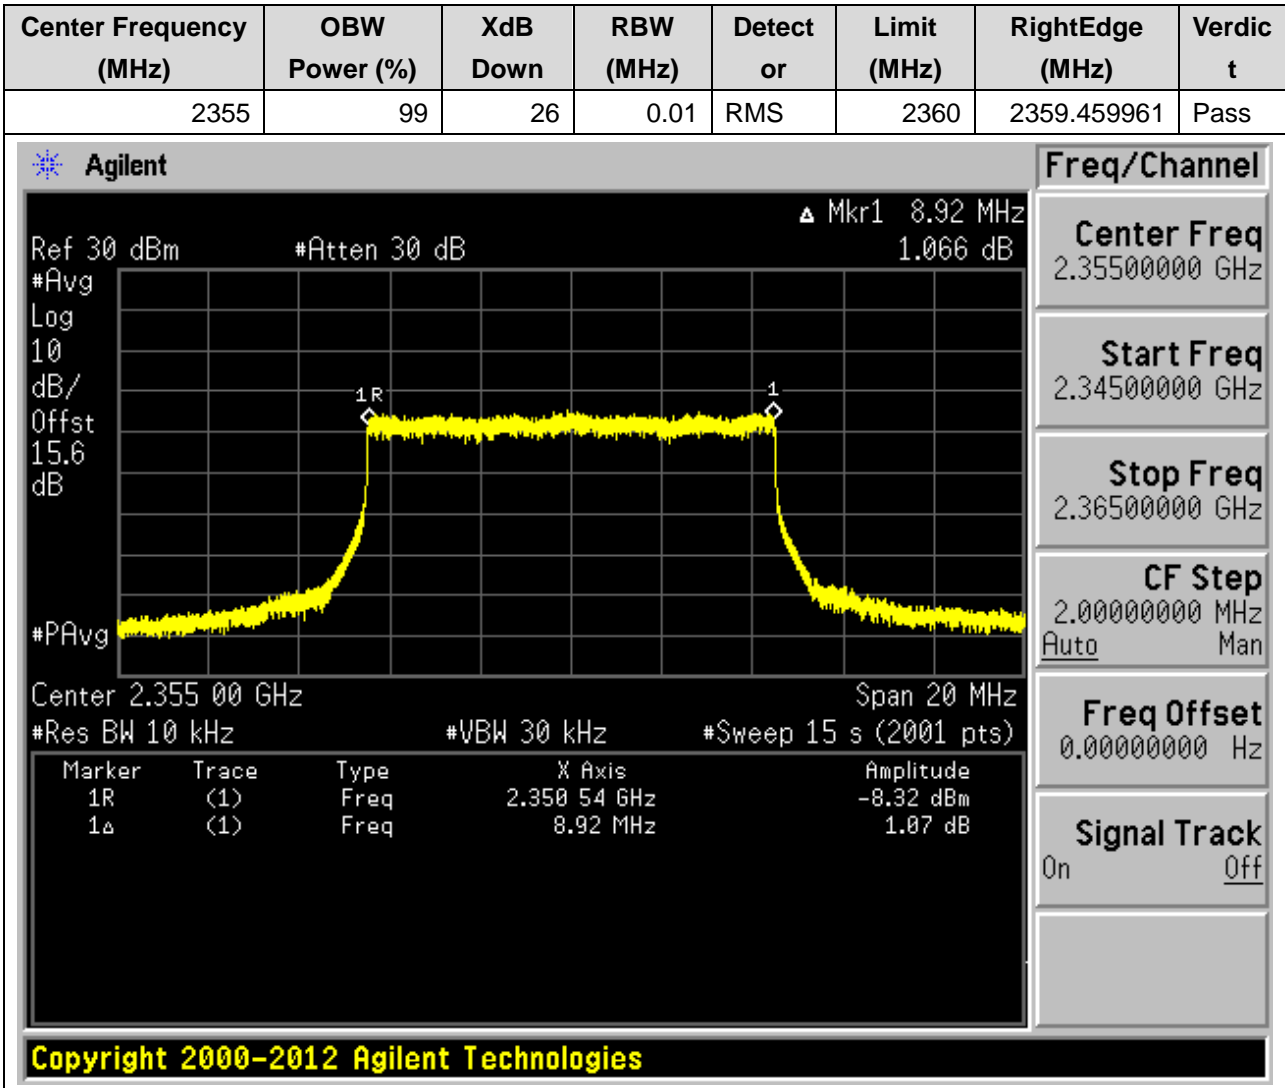 Center Frequency (MHz) OBW Power (%) XdB Down RBW (MHz) Detect or Limit (MHz) RightEdge (MHz) Verdic t
2355 99 26 0.01 RMS 2360 2359.459961 Pass
Agilent
Freq/Channel
Δ Mkr1 8.92 MHz
Ref 30 dBm #Atten 30 dB 1.066 dB
#Avg
Log
10
dB/
Offst
15.6
dB
1R
1
#PAvg
Center 2.355 00 GHz Span 20 MHz
#Res BW 10 kHz #VBW 30 kHz #Sweep 15 s (2001 pts)
Marker Trace Type X Axis Amplitude
1R (1) Freq 2.350 54 GHz -8.32 dBm
1Δ (1) Freq 8.92 MHz 1.07 dB
Center Freq
2.35500000 GHz
Start Freq
2.34500000 GHz
Stop Freq
2.36500000 GHz
CF Step
2.00000000 MHz
Auto Man
Freq Offset
0.00000000 Hz
Signal Track
On Off
Copyright 2000-2012 Agilent Technologies